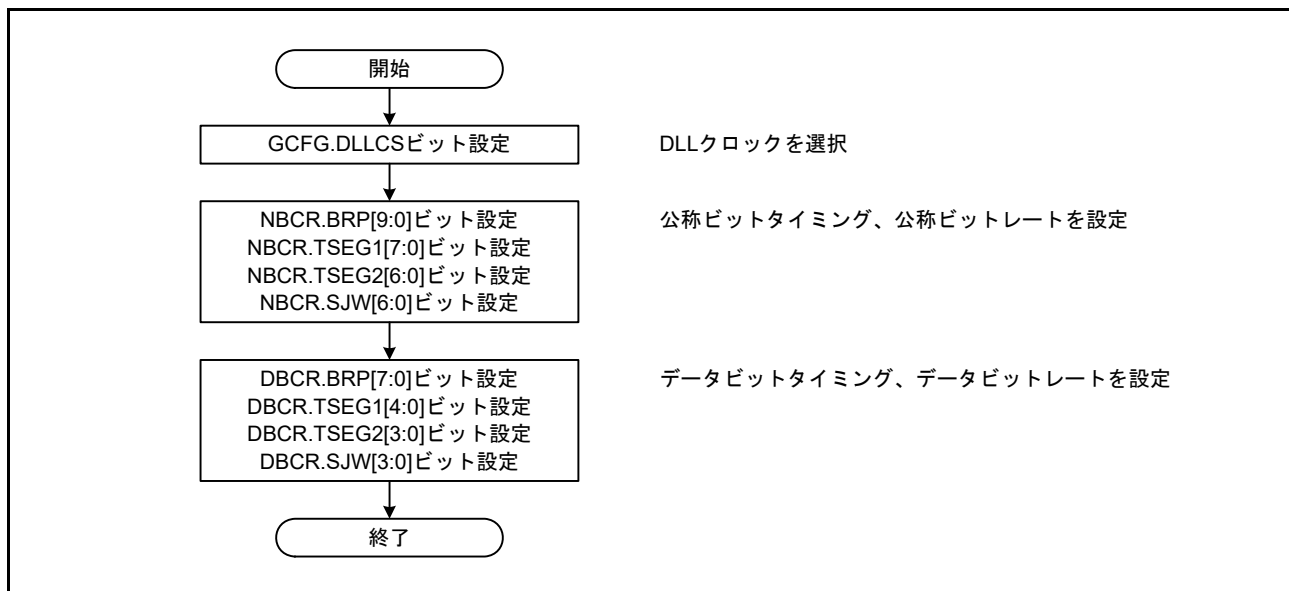 開始
GCFG.DLLCSビット設定
DLLクロックを選択
NBCR.BRP[9:0]ビット設定
公称ビットタイミング、公称ビットレートを設定
NBCR.TSEG1[7:0]ビット設定
NBCR.TSEG2[6:0]ビット設定
NBCR.SJW[6:0]ビット設定
DBCR.BRP[7:0]ビット設定
データビットタイミング、データビットレートを設定
DBCR.TSEG1[4:0]ビット設定
DBCR.TSEG2[3:0]ビット設定
DBCR.SJW[3:0]ビット設定
終了